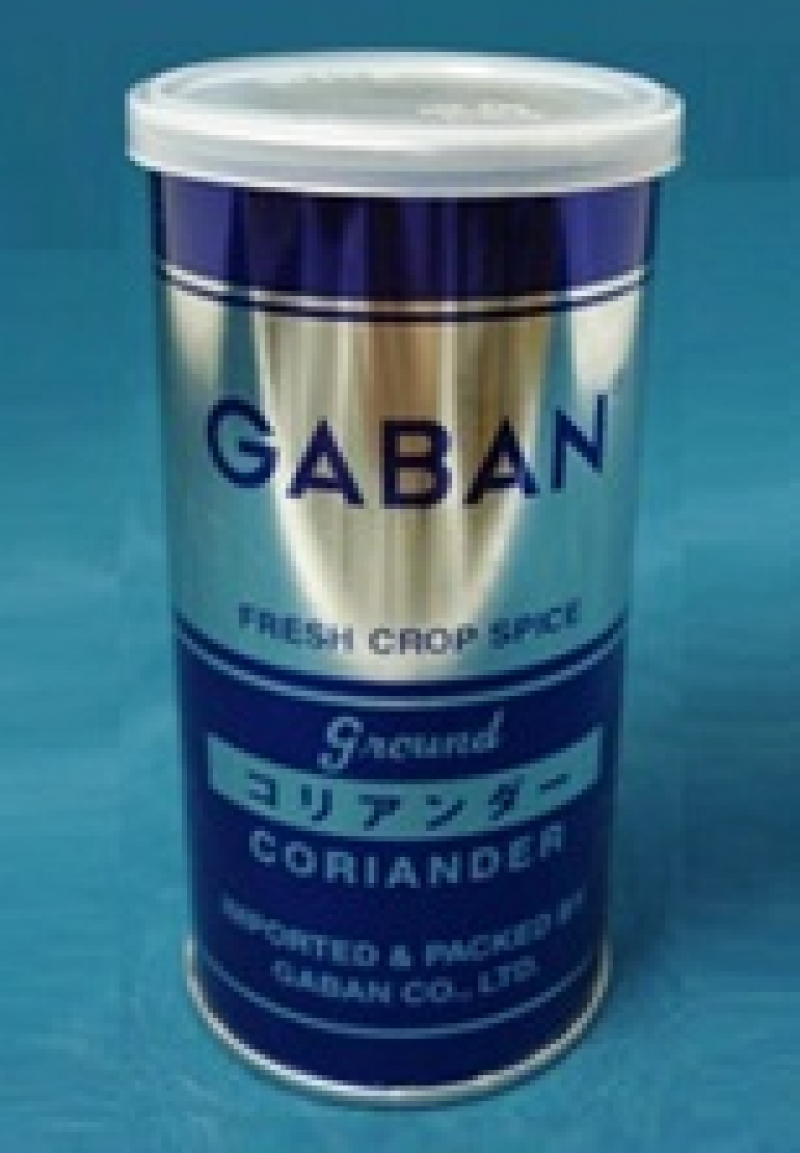 GABAN
FRESH CROP SPICE
Ground
コリアンダー
CORIANDER
IMPORTED & PACKED BY
GABAN CO., LTD.